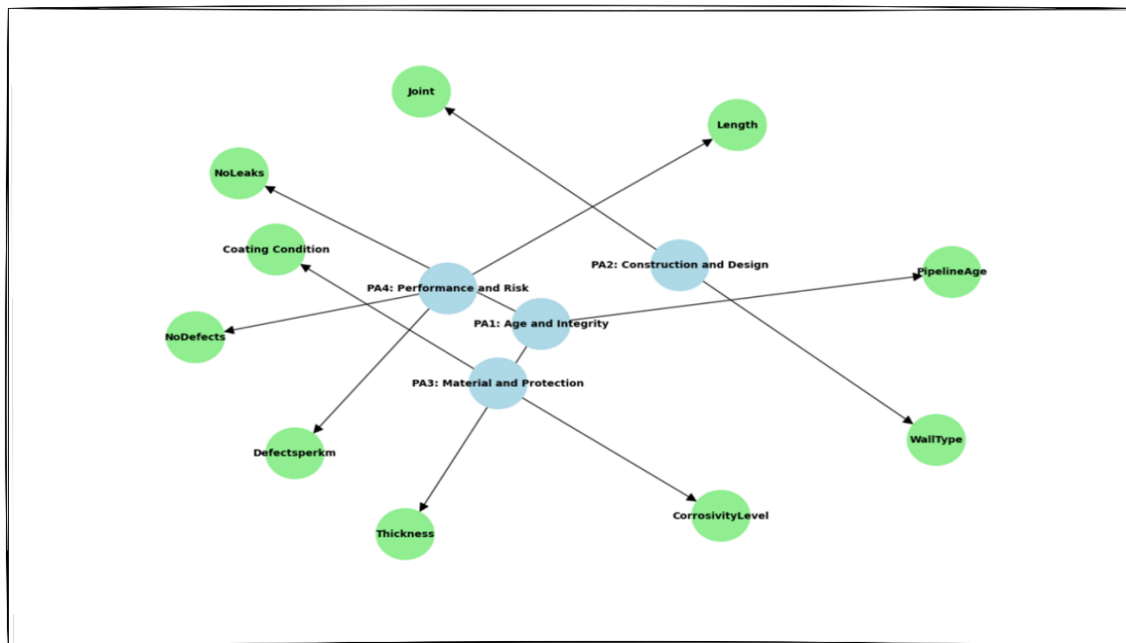 Joint
Length
NoLeaks
Coating Condition
PA2: Construction and Design
PipelineAge
PA4: Performance and Risk
PA1: Age and Integrity
NoDefects
PA3: Material and Protection
WallType
Defectsperkm
CorrosivityLevel
Thickness